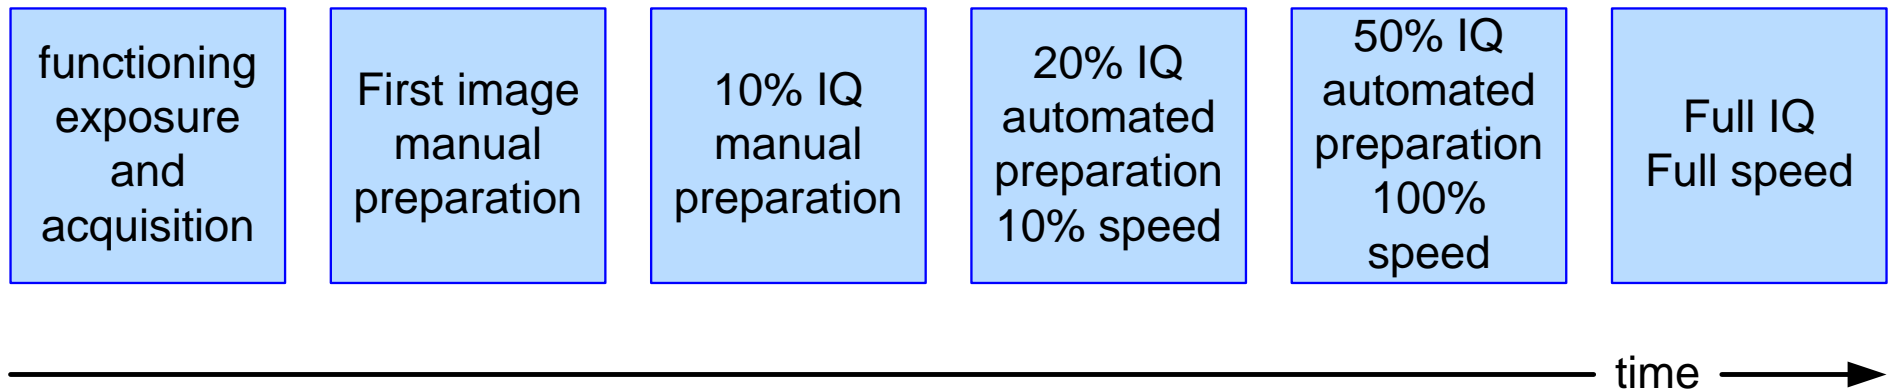 functioning
exposure
and
acquisition
First image
manual
preparation
10% IQ
manual
preparation
20% IQ
automated
preparation
10% speed
50% IQ
automated
preparation
100%
speed
Full IQ
Full speed
time